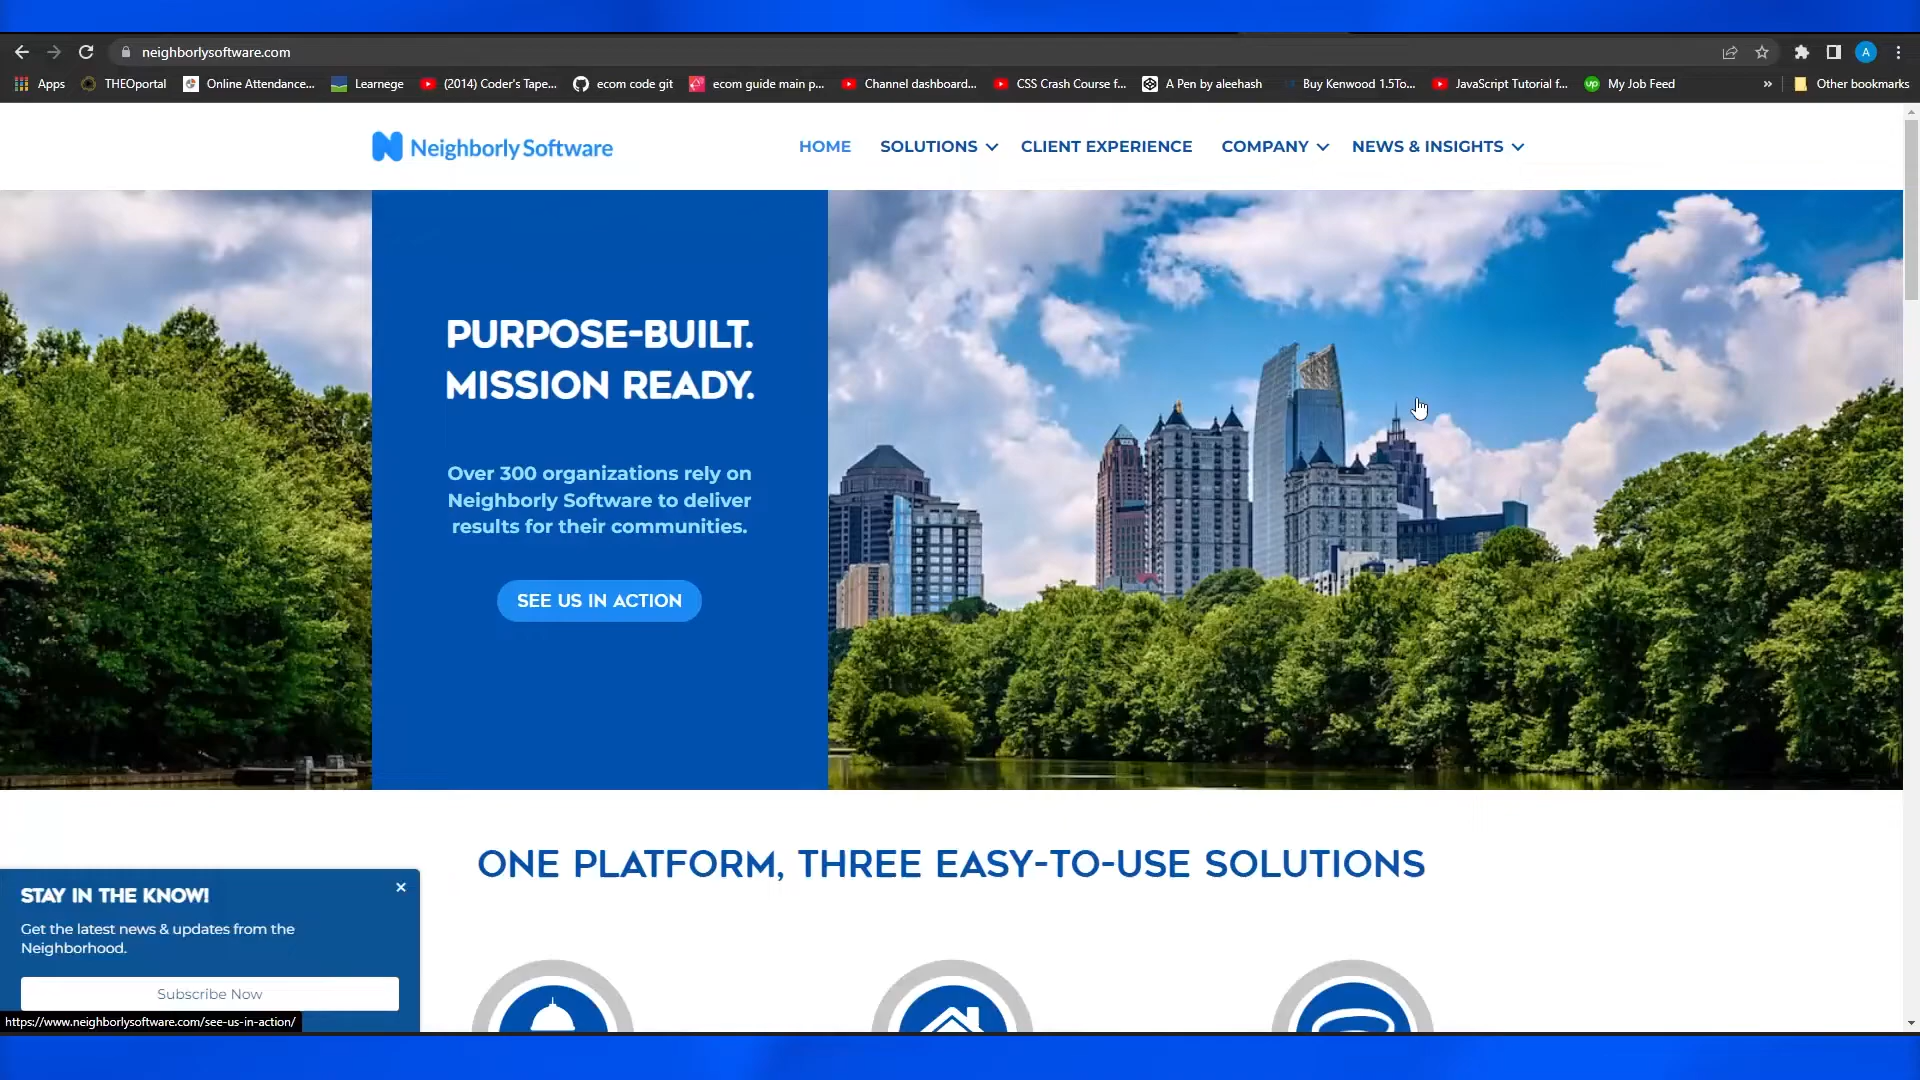 neighborlysoftware.com
A
Apps
THEOportal
Online Attendance...
Learnege
(2014) Coder's Tape...
ecom code git
ecom guide main p...
Channel dashboard...
CSS Crash Course f...
A Pen by aleehash
Buy Kenwood 1.5To...
JavaScript Tutorial f...
up
My Job Feed
»
Other bookmarks
Neighborly Software
HOME
SOLUTIONS
CLIENT EXPERIENCE
COMPANY
NEWS & INSIGHTS
PURPOSE-BUILT.
MISSION READY.
Over 300 organizations rely on
Neighborly Software to deliver
results for their communities.
SEE US IN ACTION
ONE PLATFORM, THREE EASY-TO-USE SOLUTIONS
STAY IN THE KNOW!
Get the latest news & updates from the
Neighborhood.
Subscribe Now
https://www.neighborlysoftware.com/see-us-in-action/